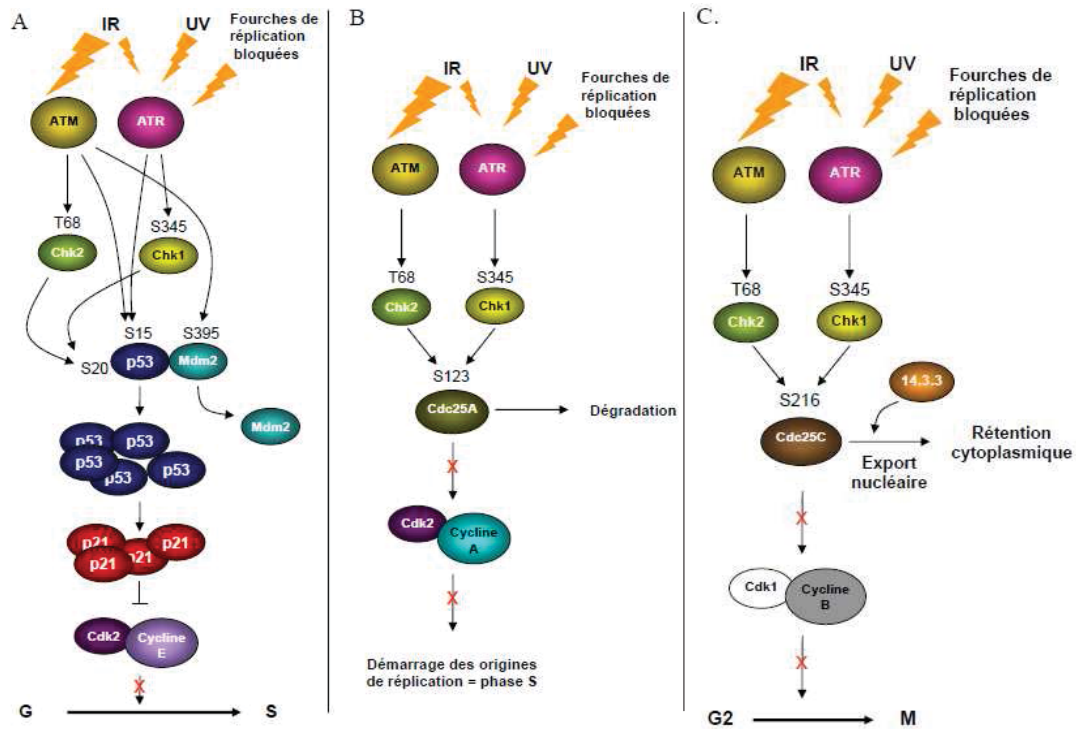 A
IR
UV
Fourches de
réplication
bloquées
ATM
ATR
T68
S345
Chk2
Chk1
S15
S395
S20
p53
Mdm2
Mdm2
p53
p53
p53
p53
p53
p21
p21
p21
p21
Cdk2
Cycline
E
X
G
S
B
IR
UV
Fourches de
réplication
bloquées
ATM
ATR
T68
S345
Chk2
Chk1
S123
Cdc25A
Dégradation
X
Cdk2
Cycline
A
X
Démarrage des origines
de réplication = phase S
C.
IR
UV
Fourches de
réplication
bloquées
ATM
ATR
T68
S345
Chk2
Chk1
S216
14.3.3
Cdc25C
Export
nucléaire
Rétention
cytoplasmique
X
Cdk1
Cycline
B
X
G2
M